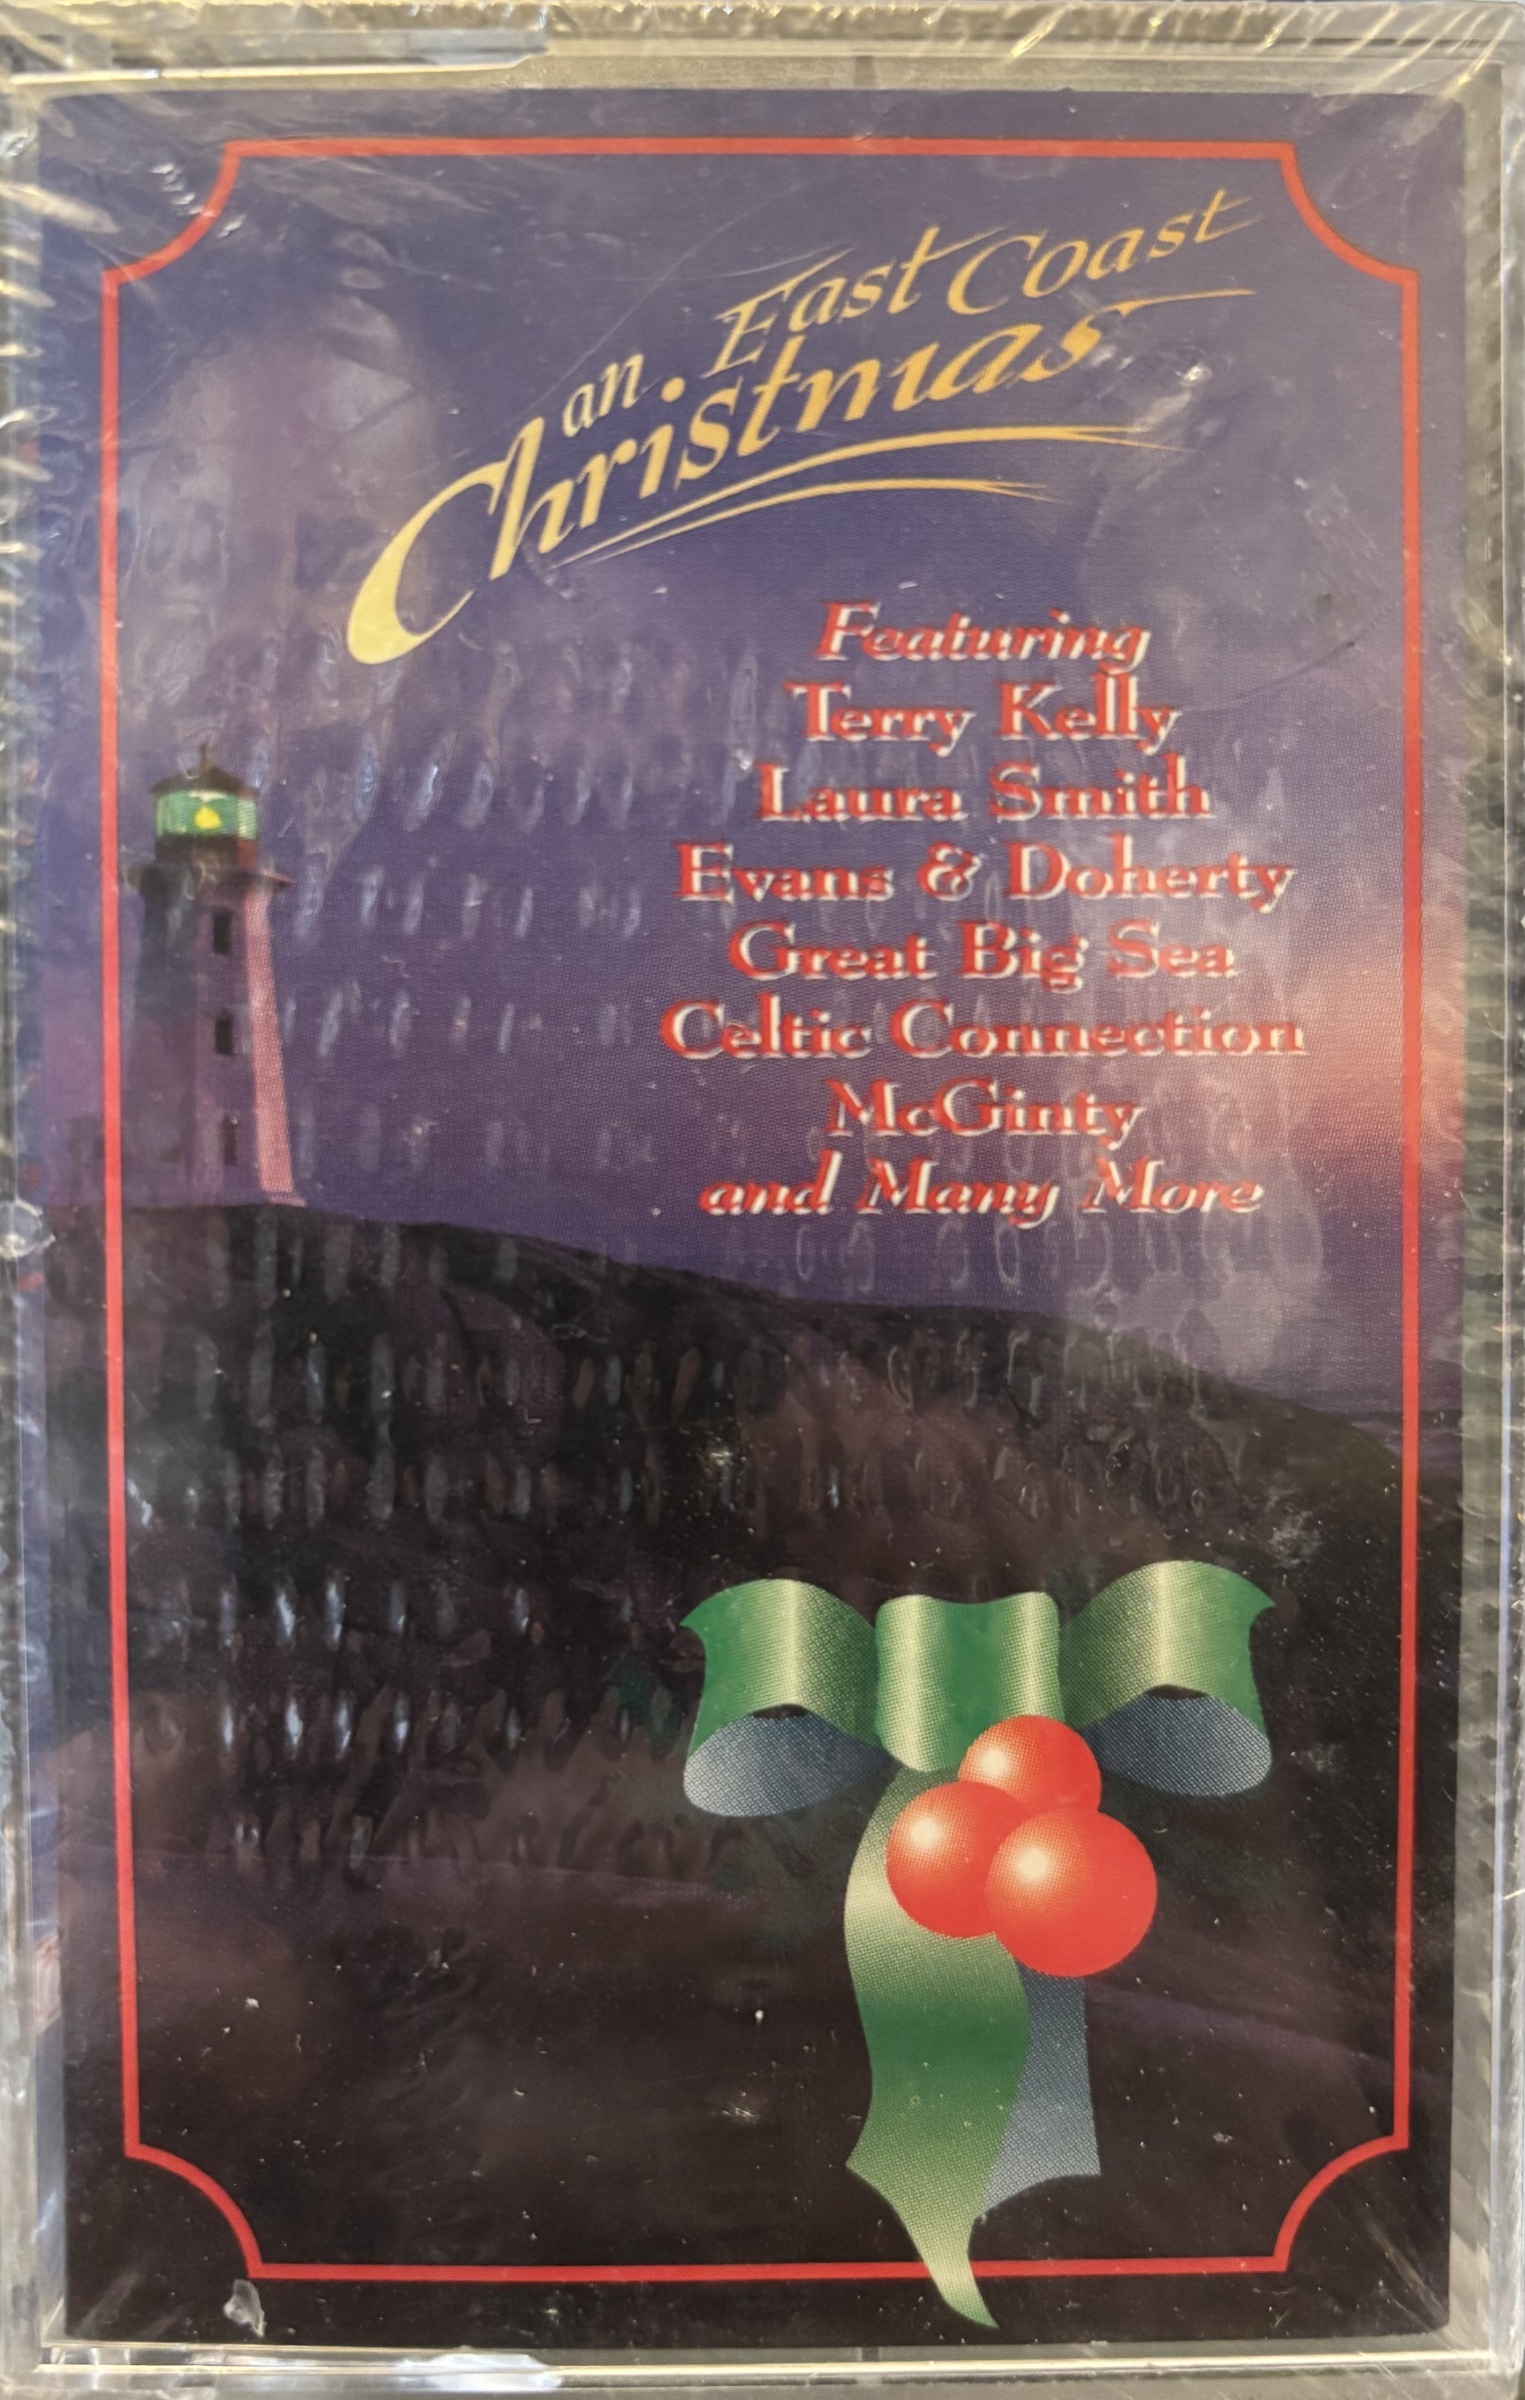 an East Coast
Christmas
Featuring
Terry Kelly
Laura Smith
Evans & Doherty
Great Big Sea
Celtic Connection
McGinty
and Many More